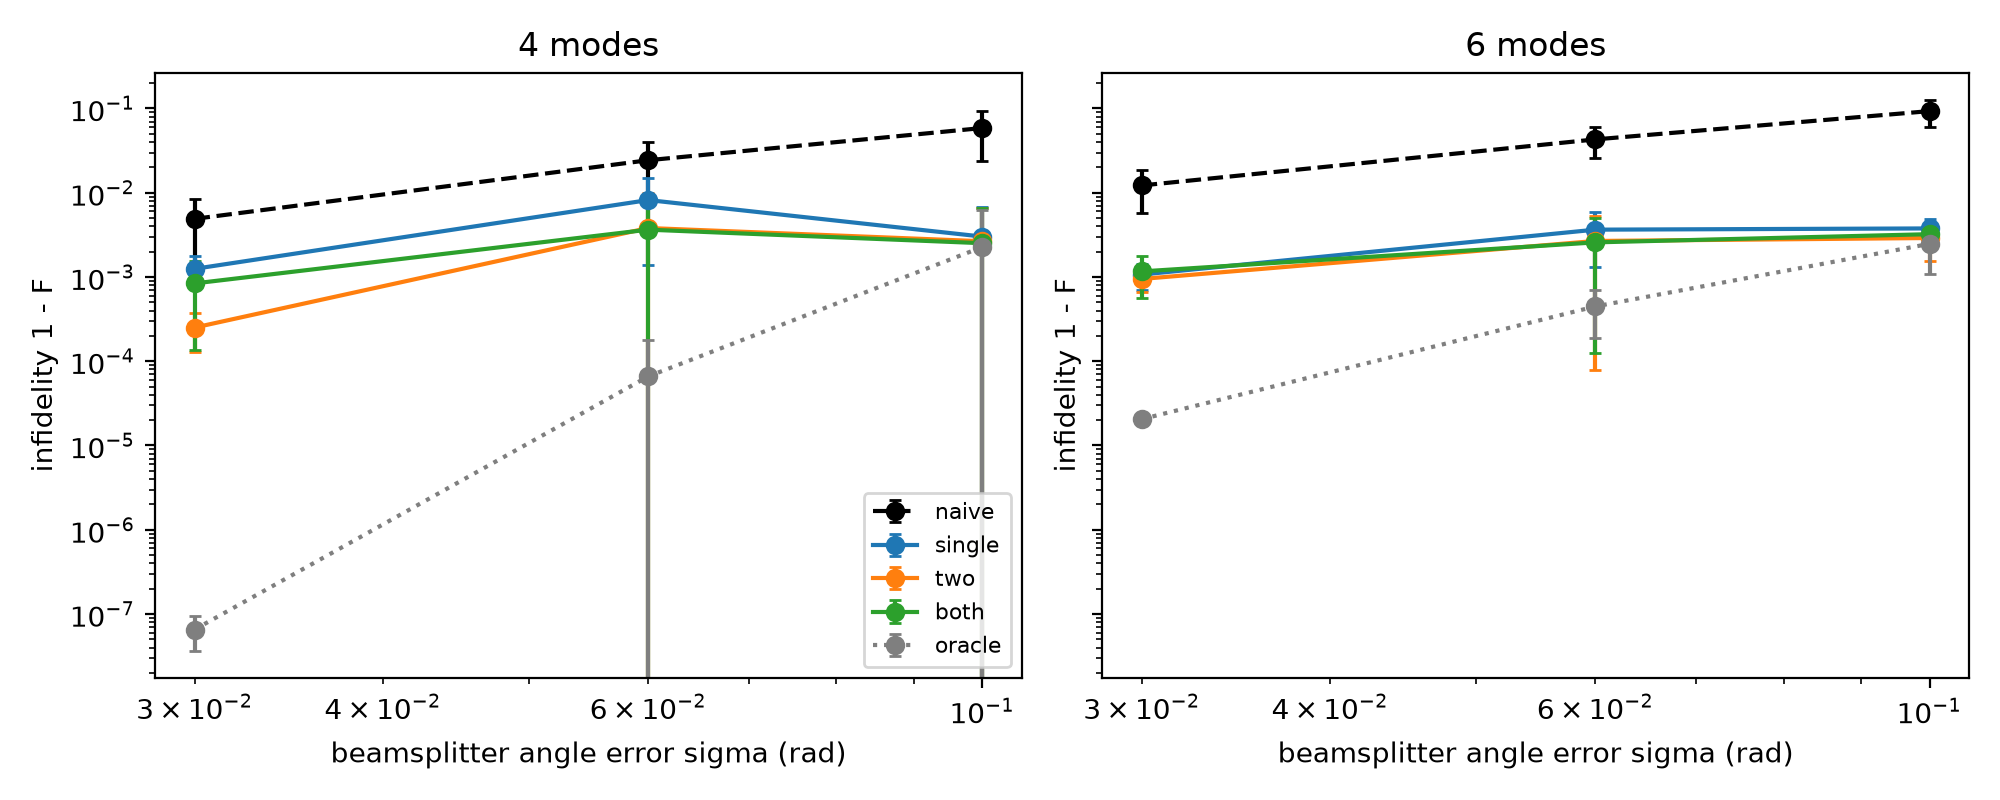 4 modes
10⁻¹
10⁻²
10⁻³
10⁻⁴
10⁻⁵
10⁻⁶
10⁻⁷
infidelity 1 - F
naive
single
two
both
oracle
3 × 10⁻² 4 × 10⁻² 6 × 10⁻² 10⁻¹
beamsplitter angle error sigma (rad)
6 modes
infidelity 1 - F
3 × 10⁻² 4 × 10⁻² 6 × 10⁻² 10⁻¹
beamsplitter angle error sigma (rad)